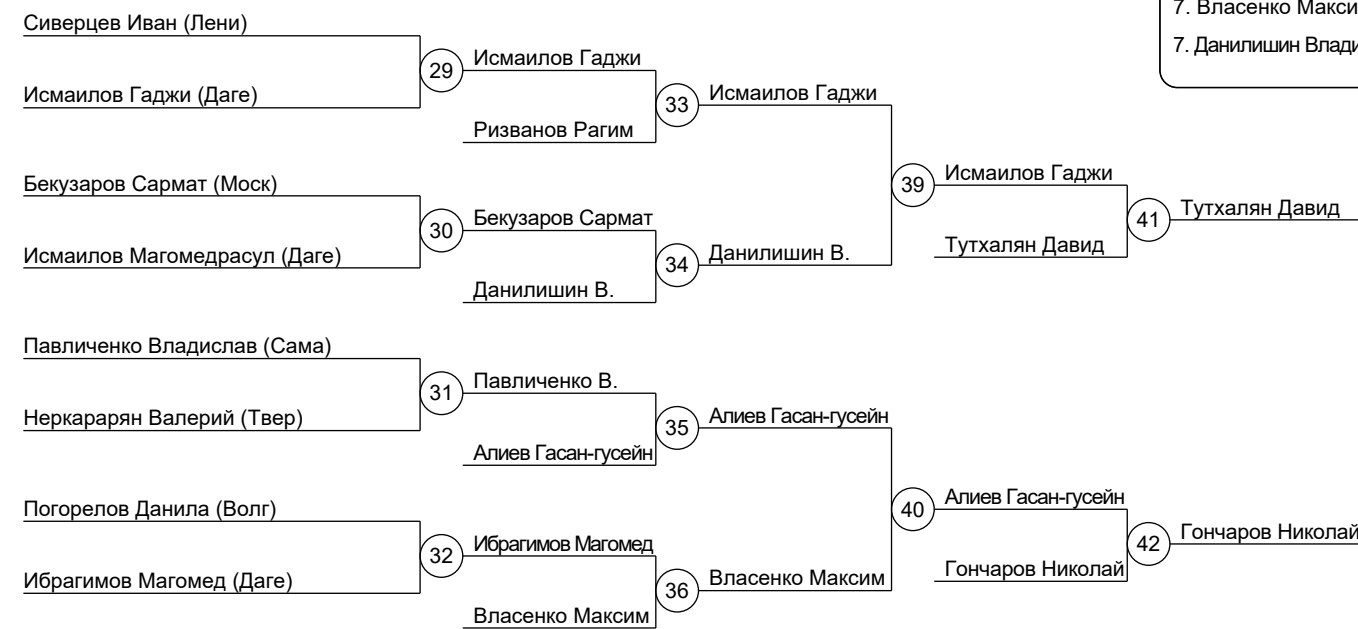 7. Власенко Макси
7. Данилишин Влади
Сиверцев Иван (Лени)
29
Исмаилов Гаджи
Исмаилов Гаджи (Даге)
33
Исмаилов Гаджи
Ризванов Рагим
Бекузаров Сармат (Моск)
39
Исмаилов Гаджи
30
Бекузаров Сармат
41
Тутхалян Давид
Исмаилов Магомедрасул (Даге)
34
Данилишин В.
Тутхалян Давид
Данилишин В.
Павличенко Владислав (Сама)
31
Павличенко В.
Неркарарян Валерий (Твер)
35
Алиев Гасан-гусейн
Алиев Гасан-гусейн
Погорелов Данила (Волг)
40
Алиев Гасан-гусейн
32
Ибрагимов Магомед
42
Гончаров Николай
Ибрагимов Магомед (Даге)
36
Власенко Максим
Гончаров Николай
Власенко Максим